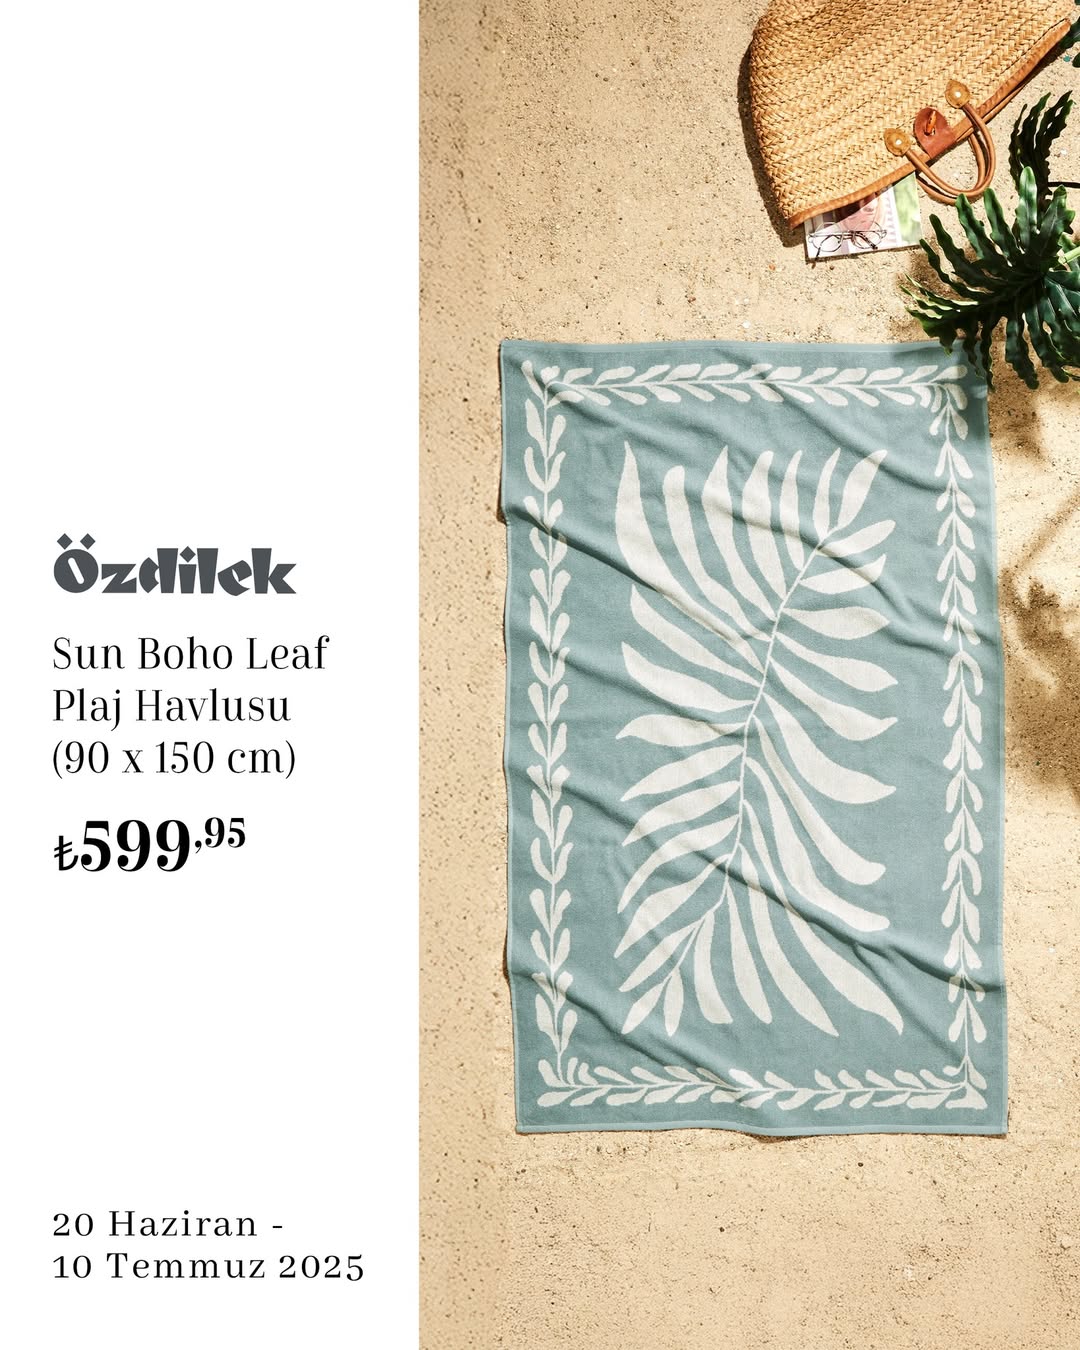 Özdilek
Sun Boho Leaf
Plaj Havlusu
(90 x 150 cm)
₺599,95
20 Haziran -
10 Temmuz 2025